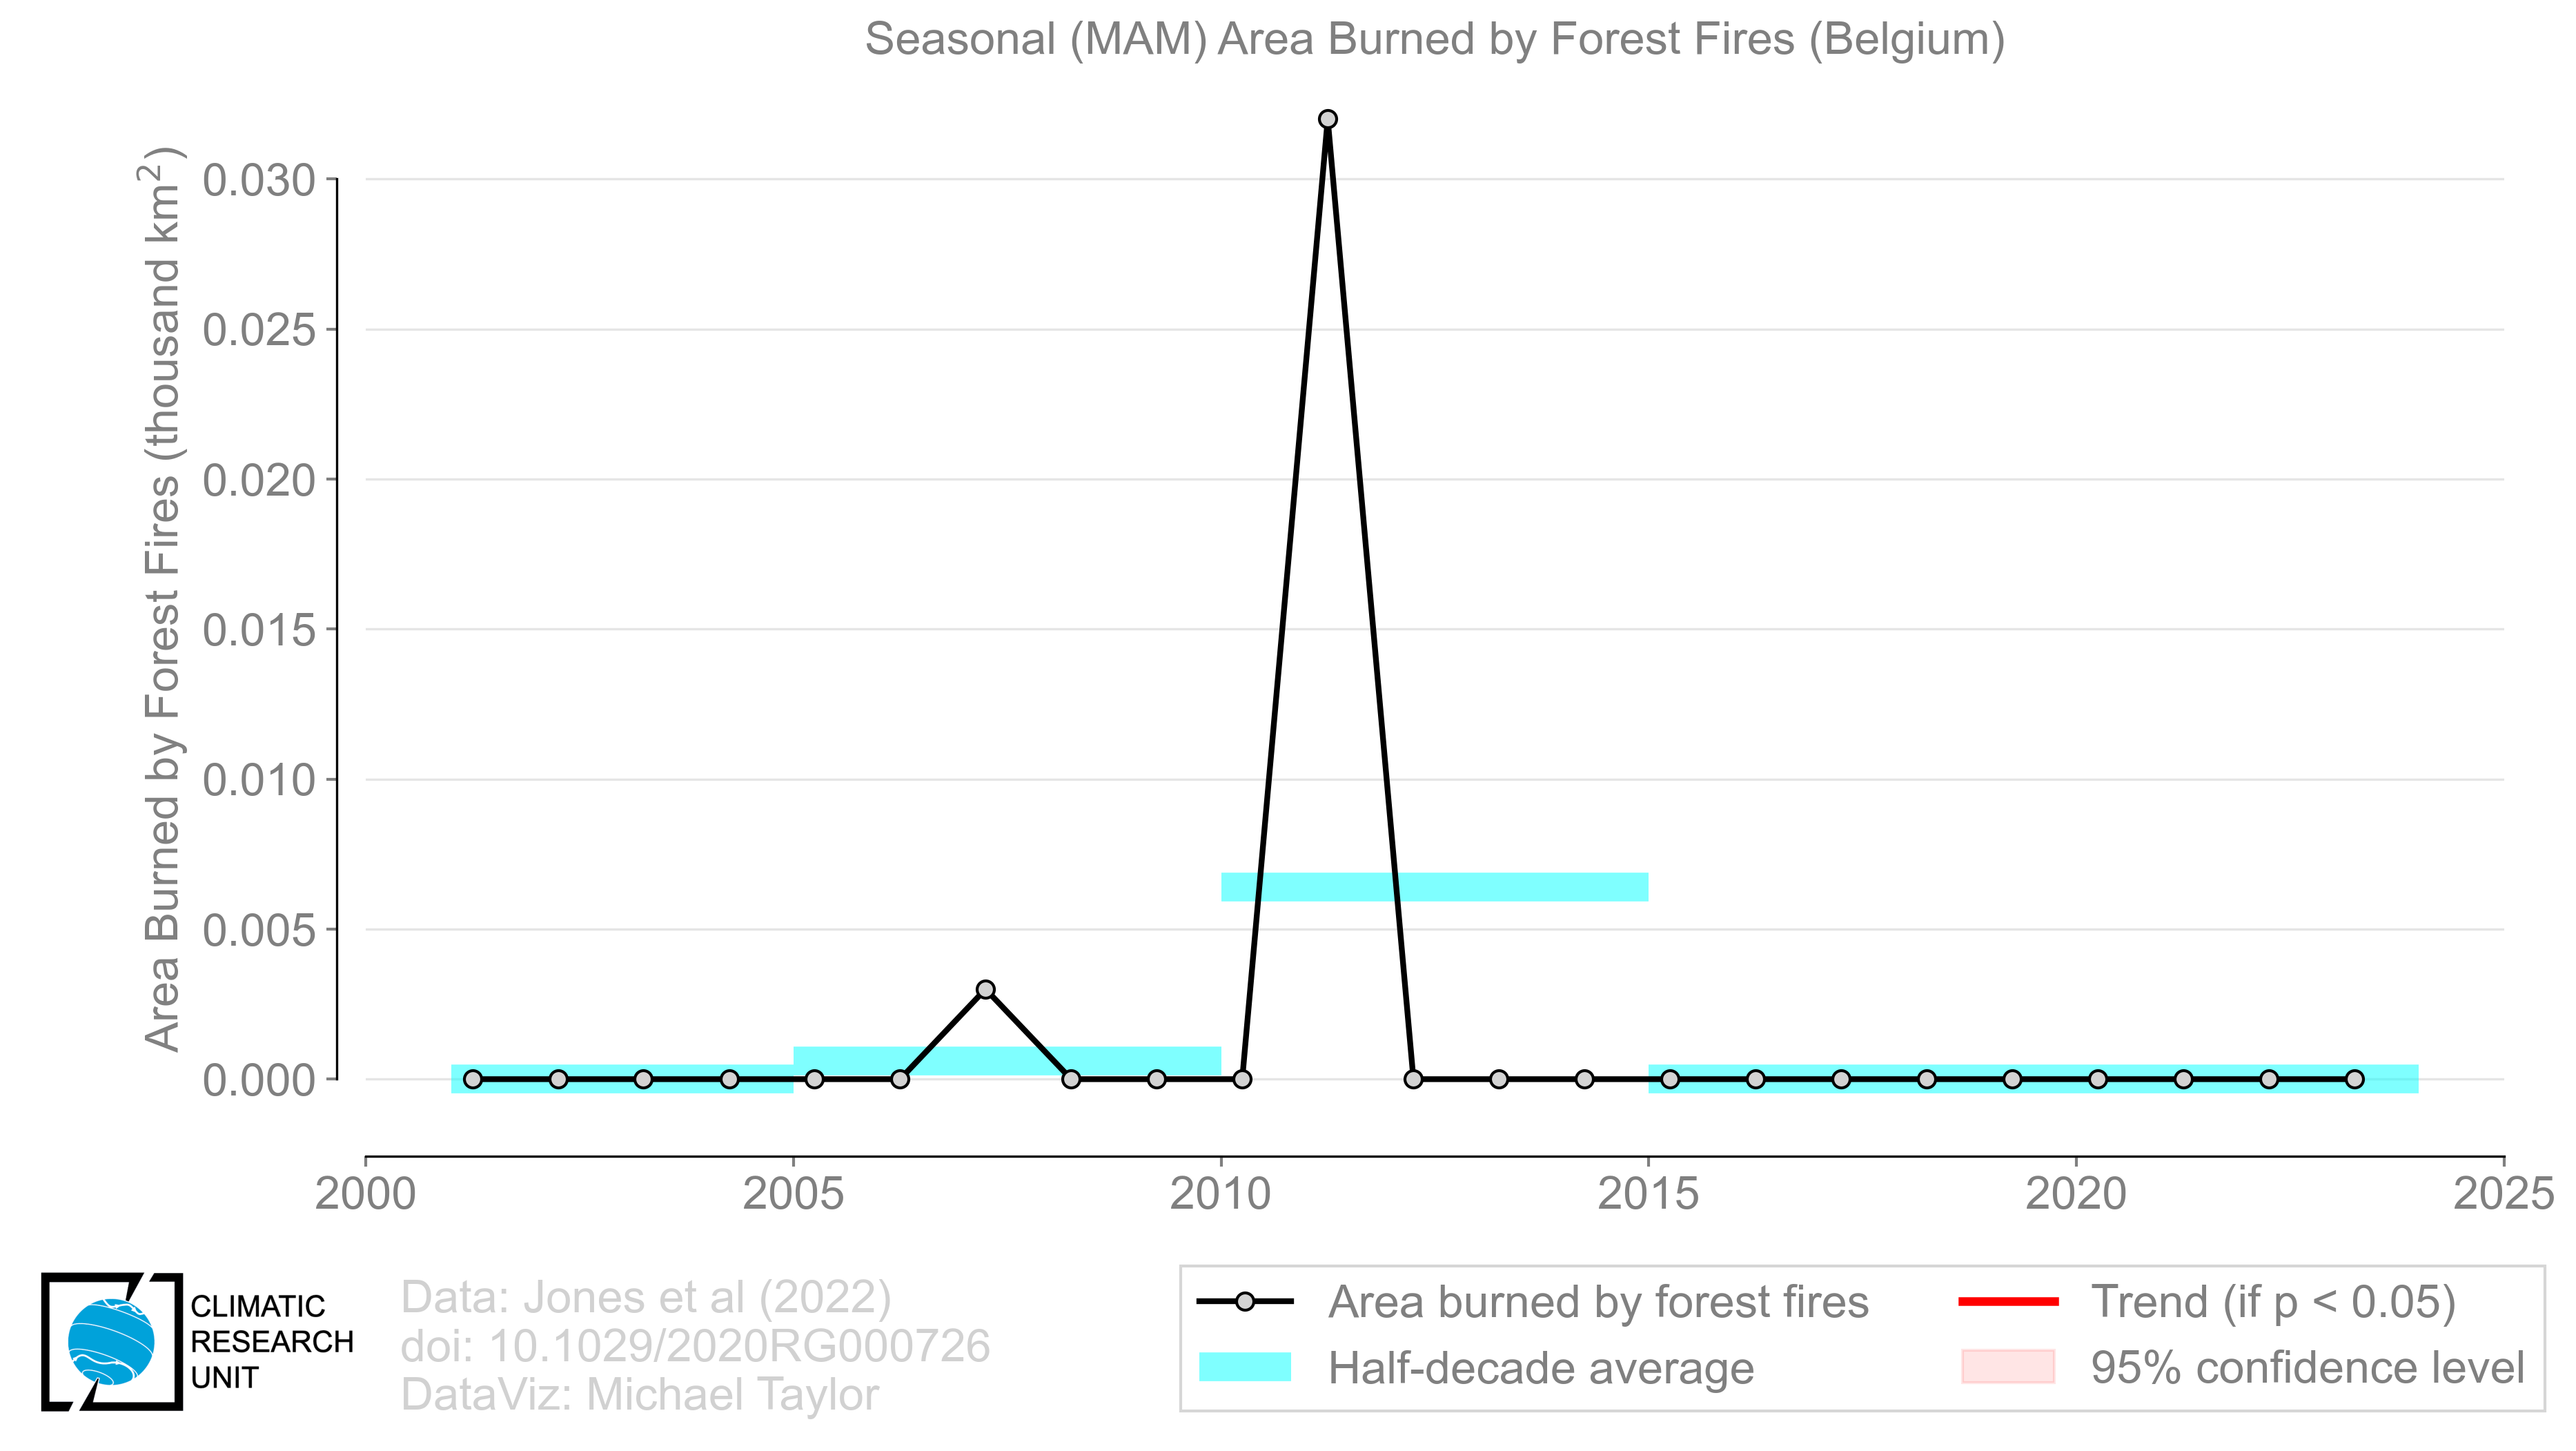 Seasonal (MAM) Area Burned by Forest Fires (Belgium)
Area Burned by Forest Fires (thousand km²)
0.030
0.025
0.020
0.015
0.010
0.005
0.000
2000 2005 2010 2015 2020 2025
CLIMATIC
RESEARCH
UNIT
Data: Jones et al (2022)
doi: 10.1029/2020RG000726
DataViz: Michael Taylor
Area burned by forest fires
Half-decade average
Trend (if p < 0.05)
95% confidence level